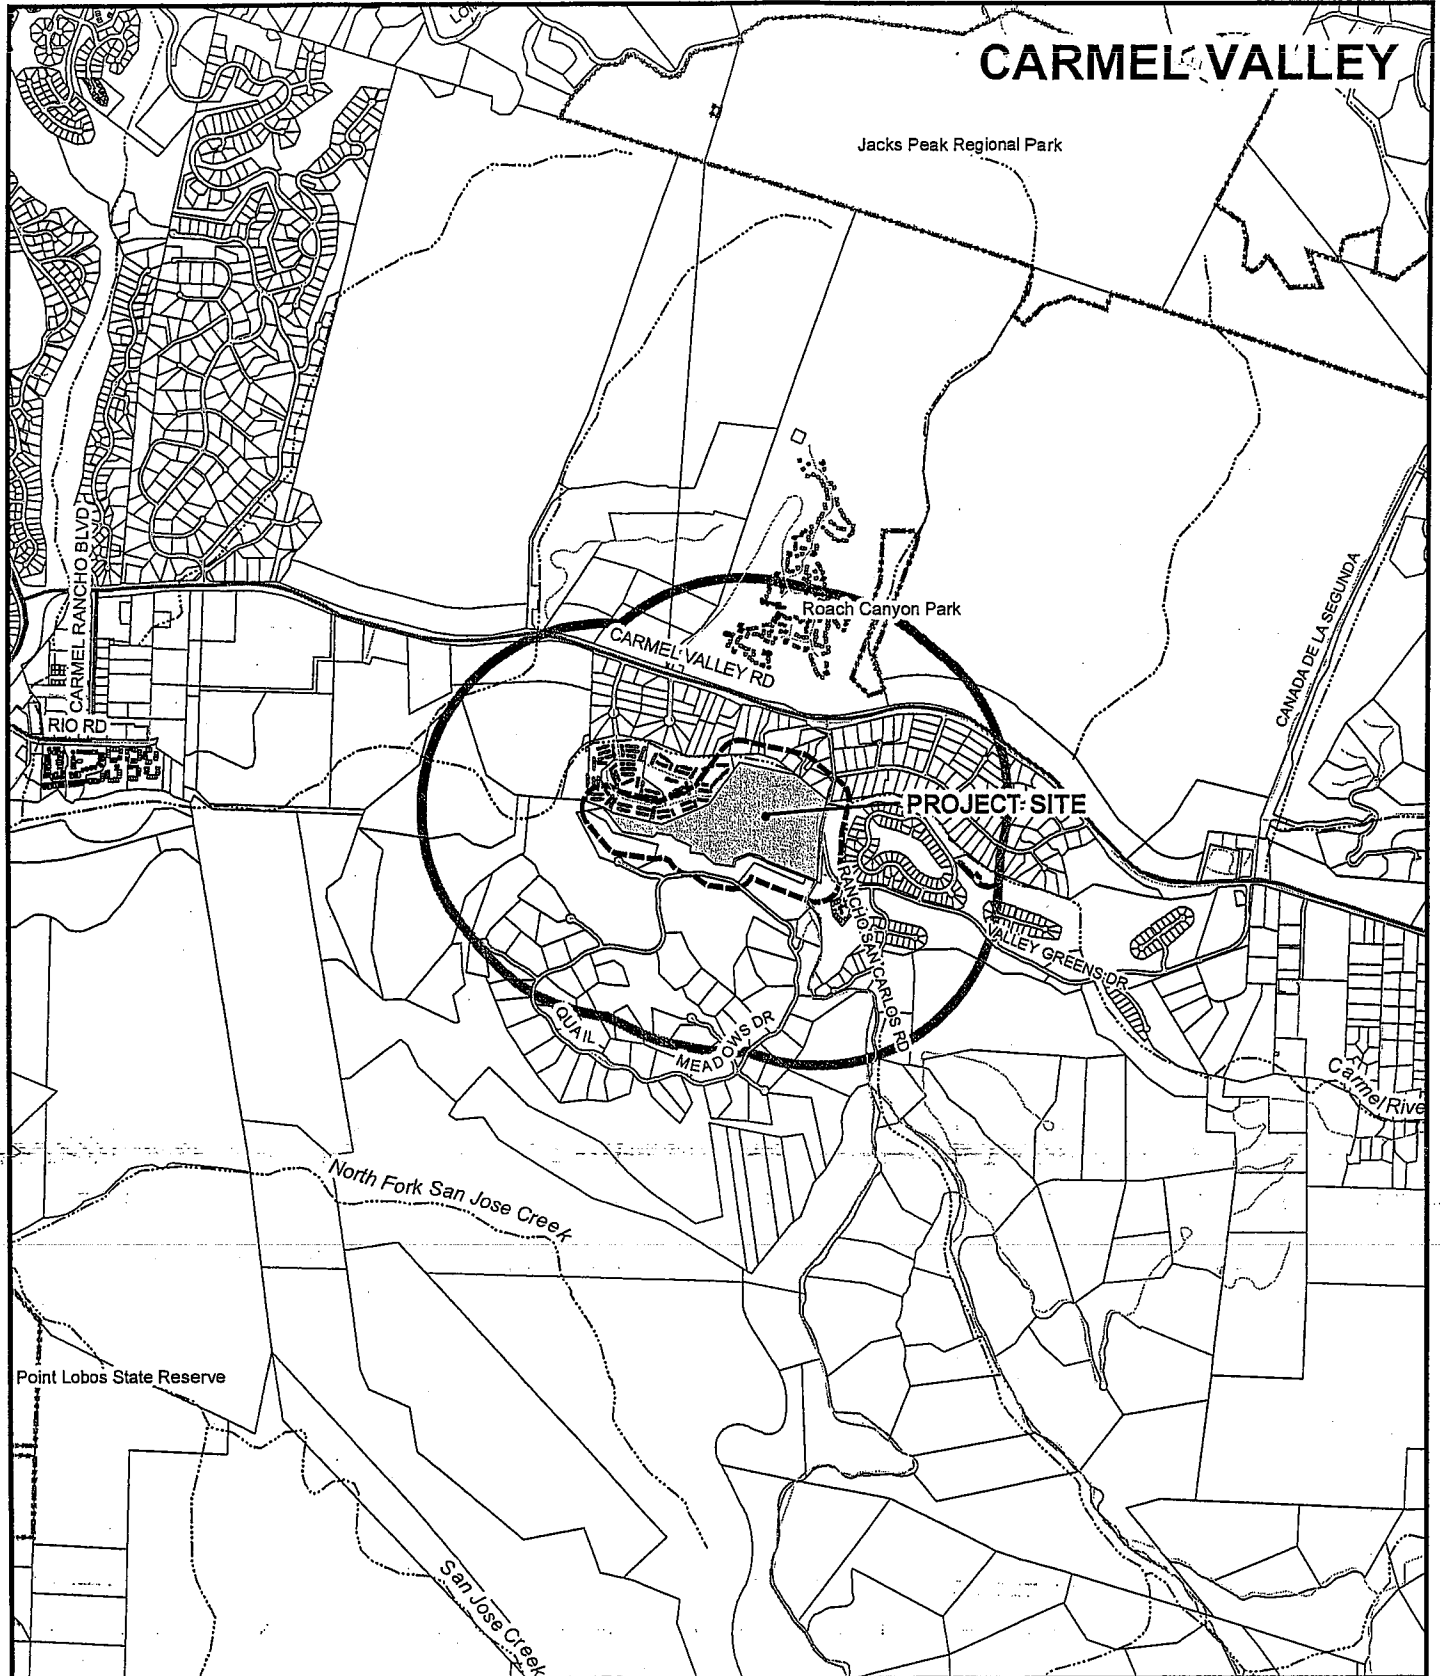 CARMEL VALLEY
Jacks Peak Regional Park
CARMEL RANCHO BLVD
CANADA DE LA SEGUNDA
Roach Canyon Park
CARMEL VALLEY RD
RIO RD
PROJECT SITE
RANCHO SAN CARLOS RD
VALLEY GREENS DR
QUAIL
MEADOWS DR
Carmel Rive
North Fork San Jose Creek
Point Lobos State Reserve
San Jose Creek